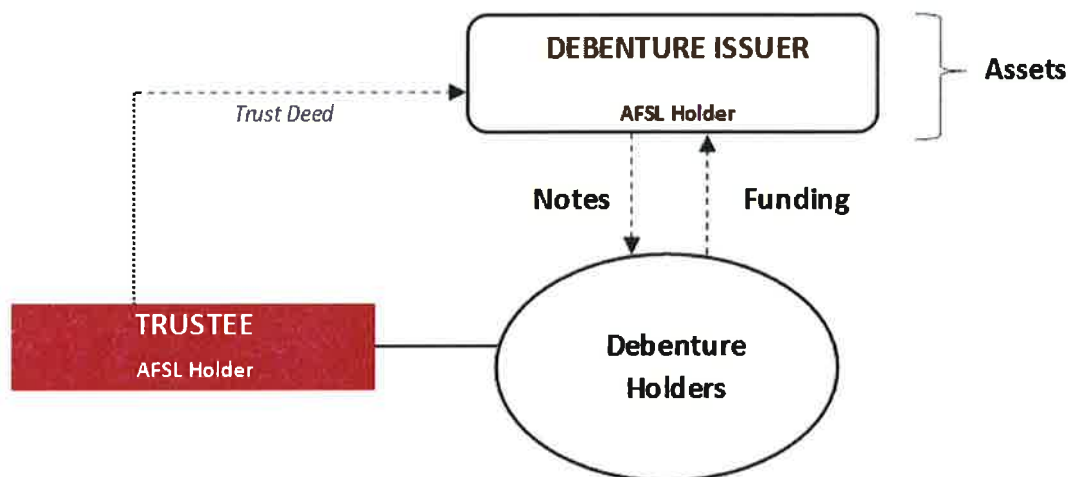 DEBENTURE ISSUER
AFSL Holder
Assets
Trust Deed
Notes
Funding
TRUSTEE
AFSL Holder
Debenture
Holders